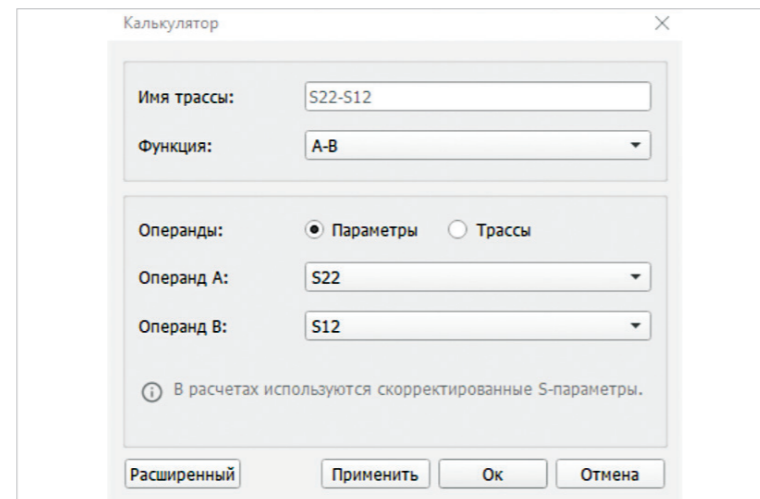 Калькулятор
Имя трассы: S22-S12
Функция: A-B
Операнды: Параметры Трассы
Операнд A: S22
Операнд B: S12
В расчетах используются скорректированные S-параметры.
Расширенный Применить Ок Отмена